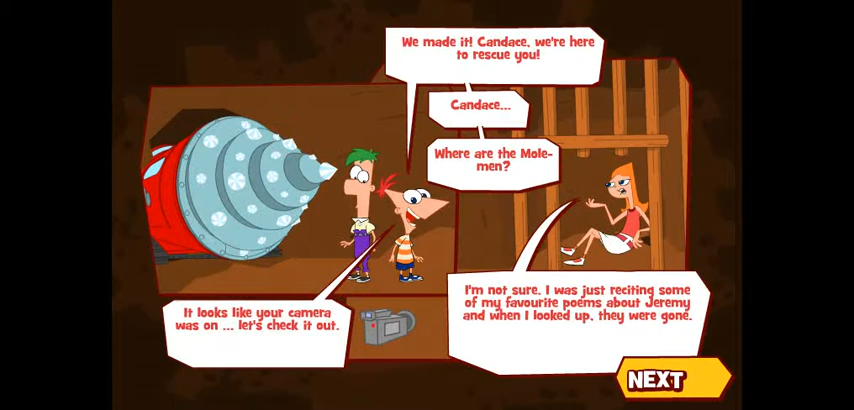 We made it! Candace, we're here
to rescue you!
Candace...
Where are the Mole-
men?
I'm not sure. I was just reciting some
of my favourite poems about Jeremy
and when I looked up, they were gone.
It looks like your camera
was on ... let's check it out.
NEXT